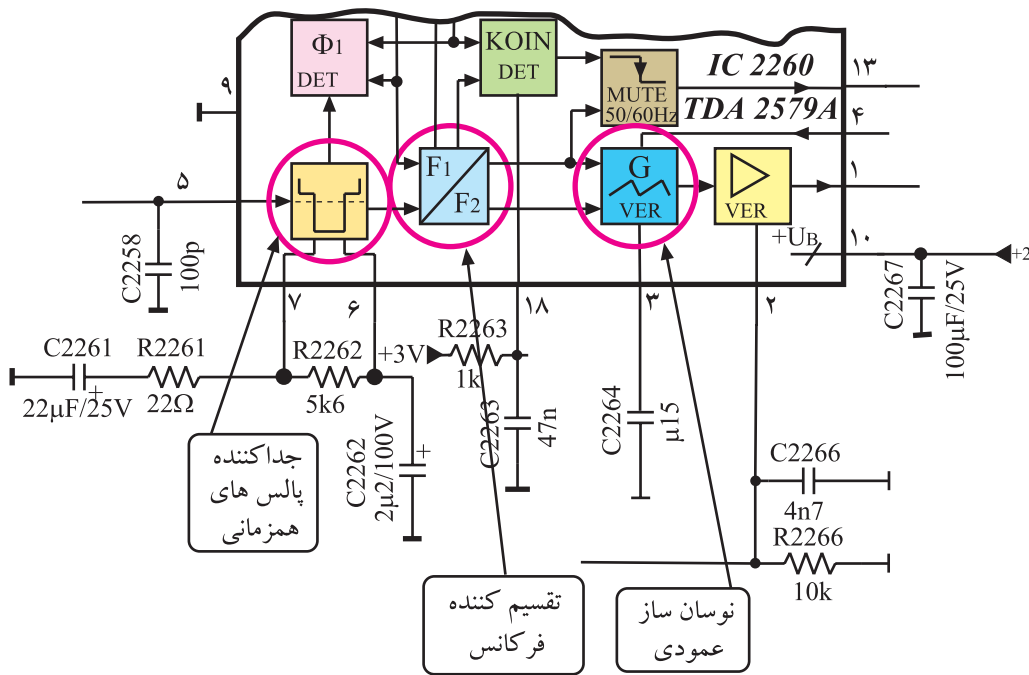 Φ1
DET
KOIN
DET
MUTE
50/60Hz
IC 2260
TDA 2579A
۱۳
۴
۹
۵
F1
F2
G
VER
VER
۱
+UB
۱۰
+2
C2258
100p
۷
۶
۱۸
۳
۲
C2267
100µF/25V
C2261
22µF/25V
R2261
22Ω
R2262
5k6
+3V
R2263
1k
C2262
2µ2/100V
C2263
47n
C2264
µ15
C2266
4n7
R2266
10k
جداکننده
پالس های
همزمانی
تقسیم کننده
فرکانس
نوسان ساز
عمودی